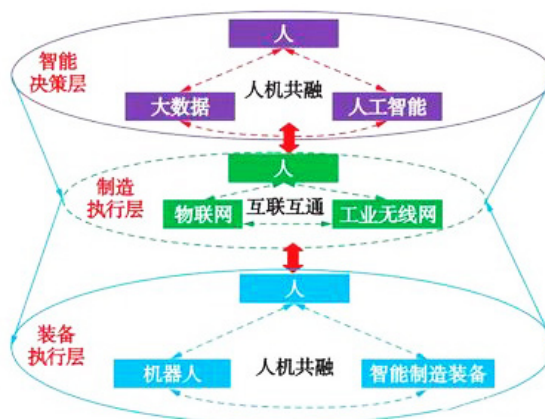 人
智能
决策层
人机共融
大数据
人工智能
人
制造
执行层
物联网
互联互通
工业无线网
人
装备
执行层
机器人
人机共融
智能制造装备